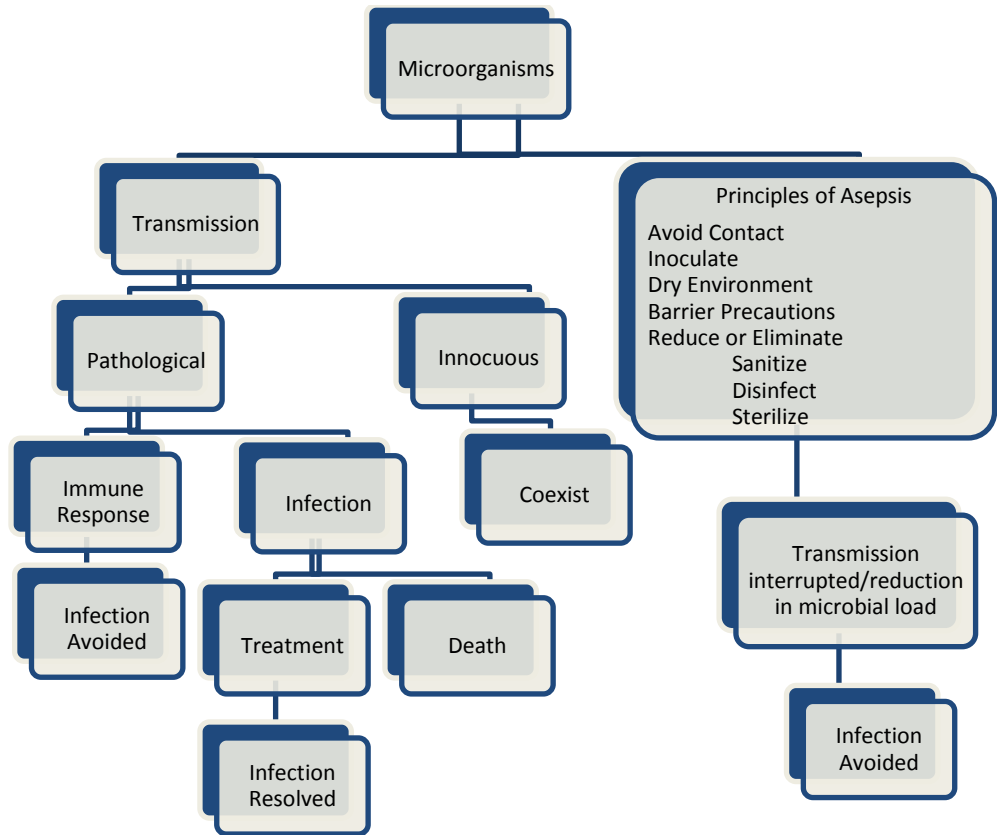 Microorganisms
Transmission
Principles of Asepsis
Avoid Contact
Inoculate
Dry Environment
Barrier Precautions
Reduce or Eliminate
Sanitize
Disinfect
Sterilize
Pathological
Innocuous
Immune
Response
Infection
Coexist
Transmission
interrupted/reduction
in microbial load
Infection
Avoided
Treatment
Death
Infection
Avoided
Infection
Resolved